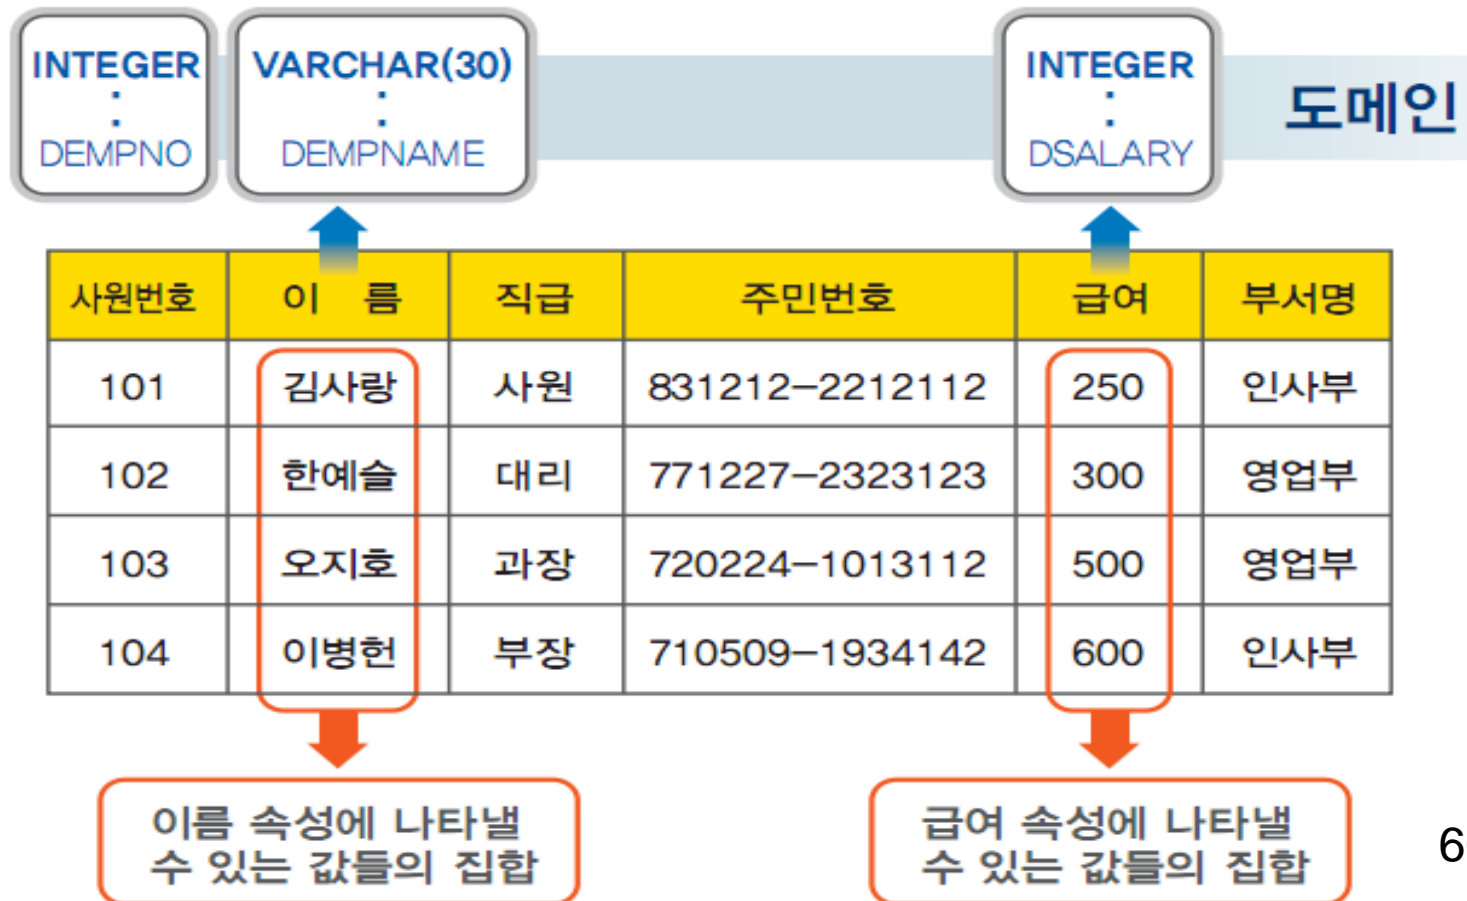 INTEGER VARCHAR(30) INTEGER
: : :
DEMPNO DEMPNAME DSALARY
도메인
사원번호 이 름 직급 주민번호 급여 부서명
101 김사랑 사원 831212-2212112 250 인사부
102 한예슬 대리 771227-2323123 300 영업부
103 오지호 과장 720224-1013112 500 영업부
104 이병헌 부장 710509-1934142 600 인사부
이름 속성에 나타낼
수 있는 값들의 집합
급여 속성에 나타낼
수 있는 값들의 집합
6